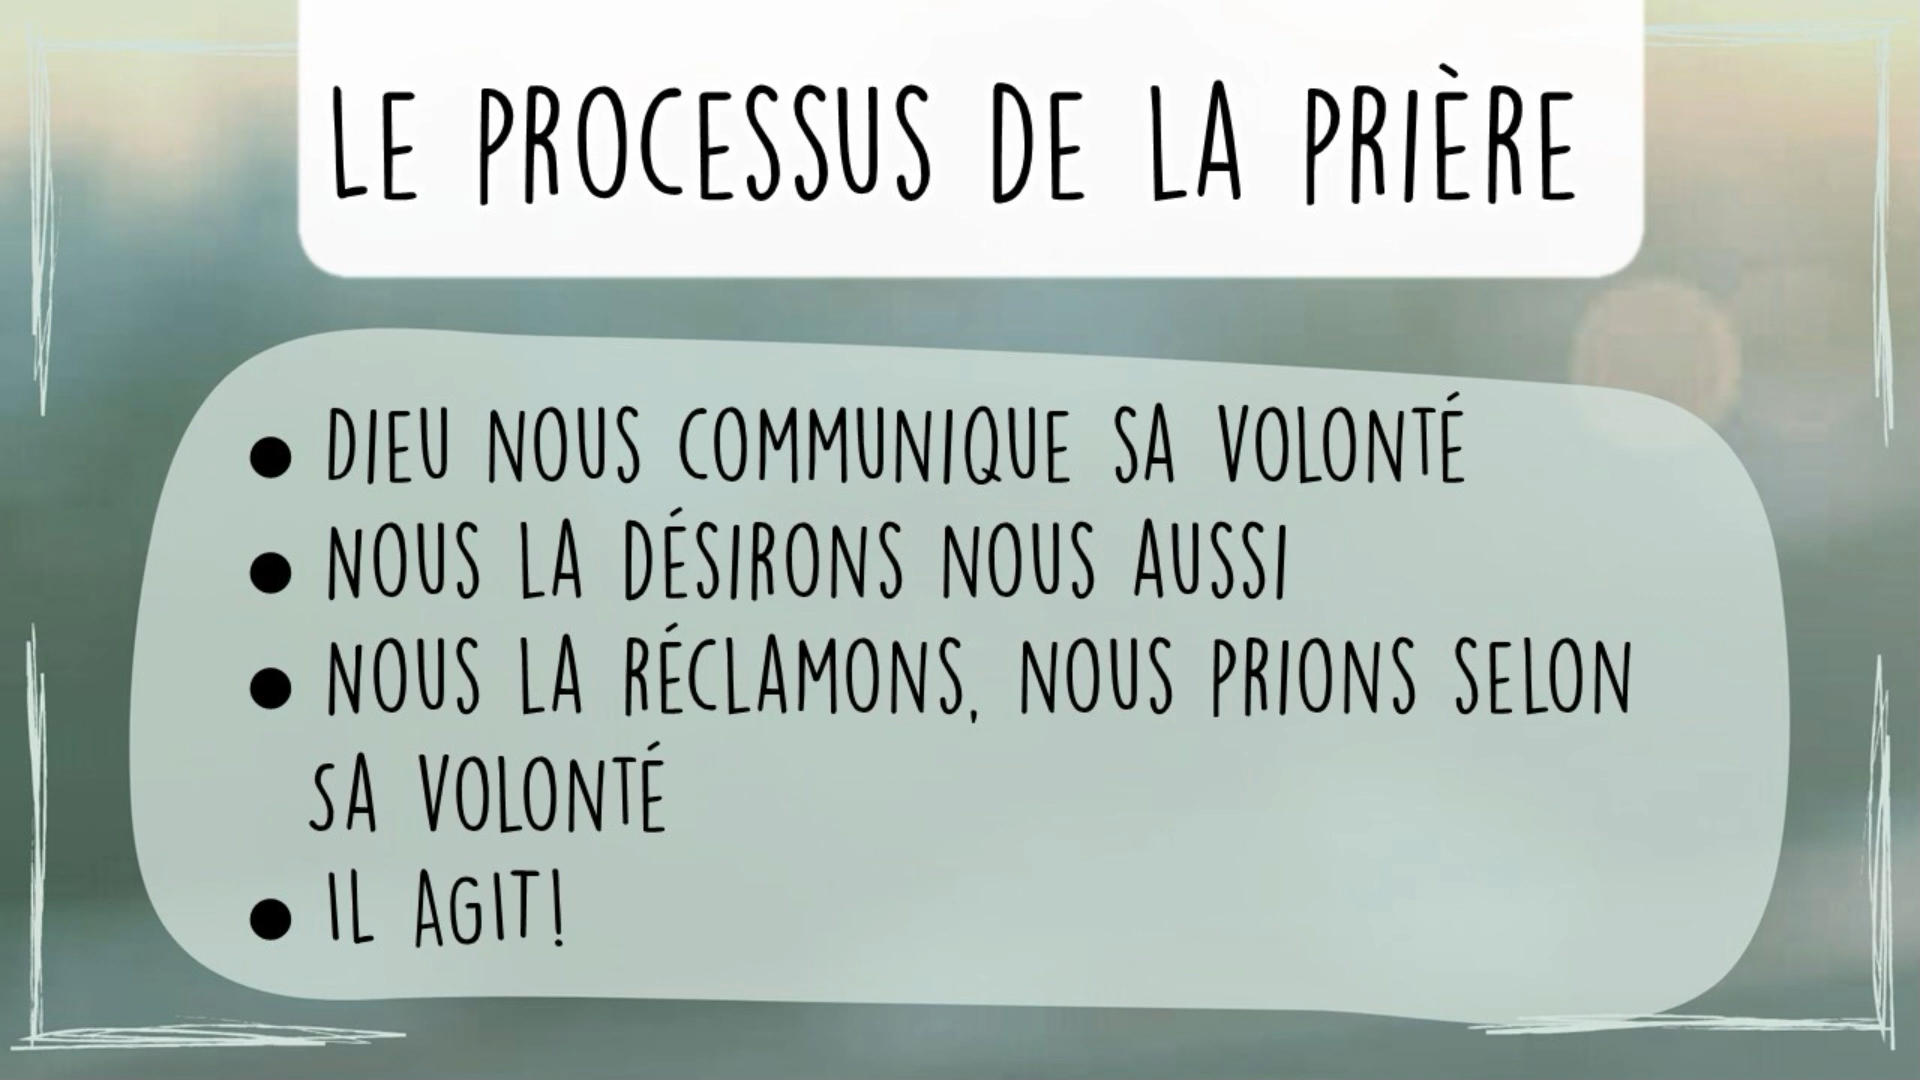 LE PROCESSUS DE LA PRIÈRE
● DIEU NOUS COMMUNIQUE SA VOLONTÉ
● NOUS LA DÉSIRONS NOUS AUSSI
● NOUS LA RÉCLAMONS, NOUS PRIONS SELON
SA VOLONTÉ
● IL AGIT!